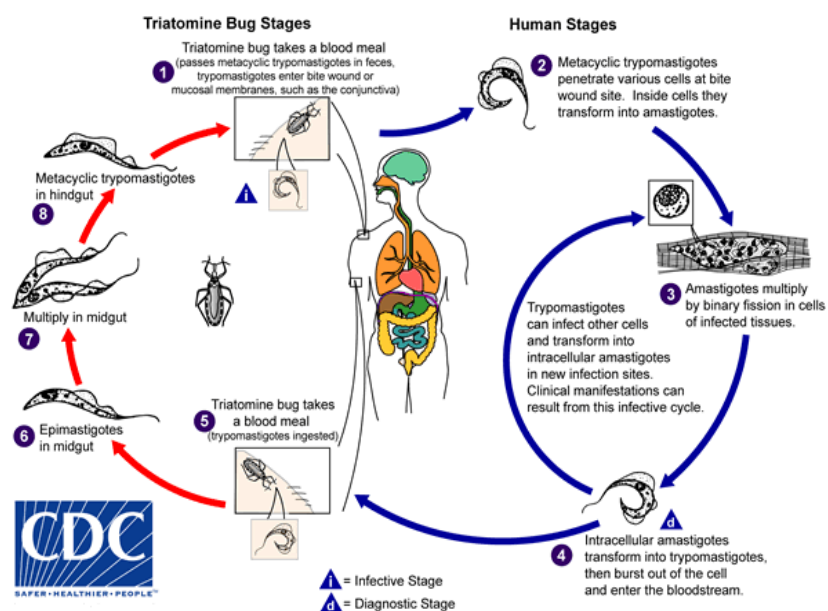 Triatomine Bug Stages
Human Stages
1
Triatomine bug takes a blood meal
(passes metacyclic trypomastigotes in feces,
trypomastigotes enter bite wound or
mucosal membranes, such as the conjunctiva)
i
2
Metacyclic trypomastigotes
penetrate various cells at bite
wound site. Inside cells they
transform into amastigotes.
3
Amastigotes multiply
by binary fission in cells
of infected tissues.
Trypomastigotes
can infect other cells
and transform into
intracellular amastigotes
in new infection sites.
Clinical manifestations can
result from this infective cycle.
d
4
Intracellular amastigotes
transform into trypomastigotes,
then burst out of the cell
and enter the bloodstream.
5
Triatomine bug takes
a blood meal
(trypomastigotes ingested)
6
Epimastigotes
in midgut
Multiply in midgut
7
Metacyclic trypomastigotes
in hindgut
8
CDC
SAFER•HEALTHIER•PEOPLE™
i = Infective Stage
d = Diagnostic Stage